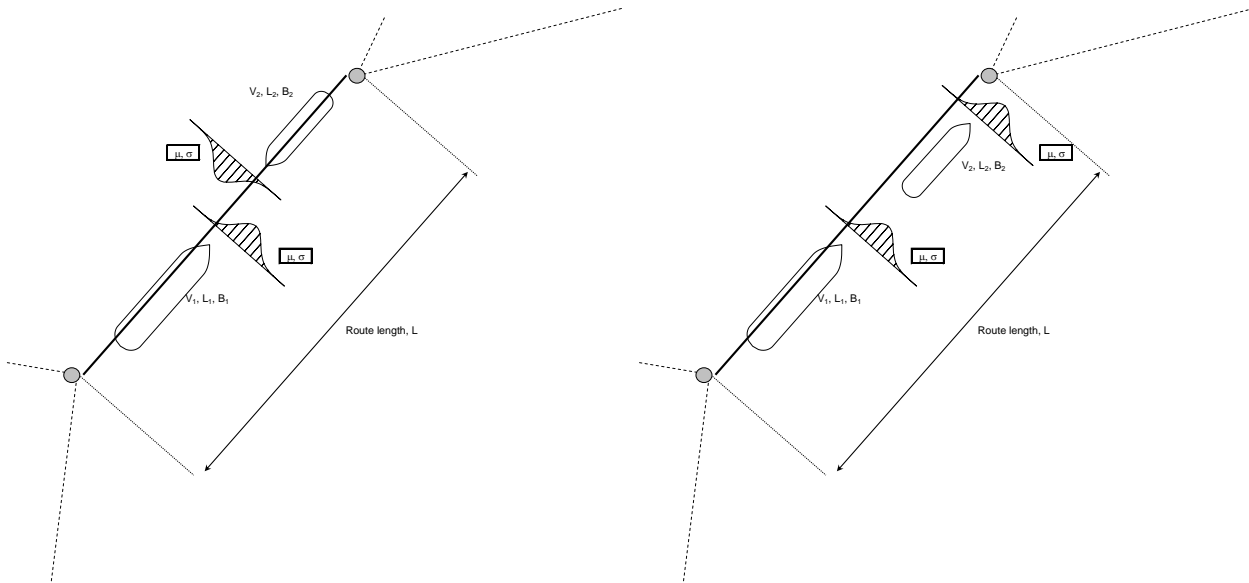 V₂, L₂, B₂
μ, σ
μ, σ
V₁, L₁, B₁
Route length, L
μ, σ
V₂, L₂, B₂
μ, σ
V₁, L₁, B₁
Route length, L